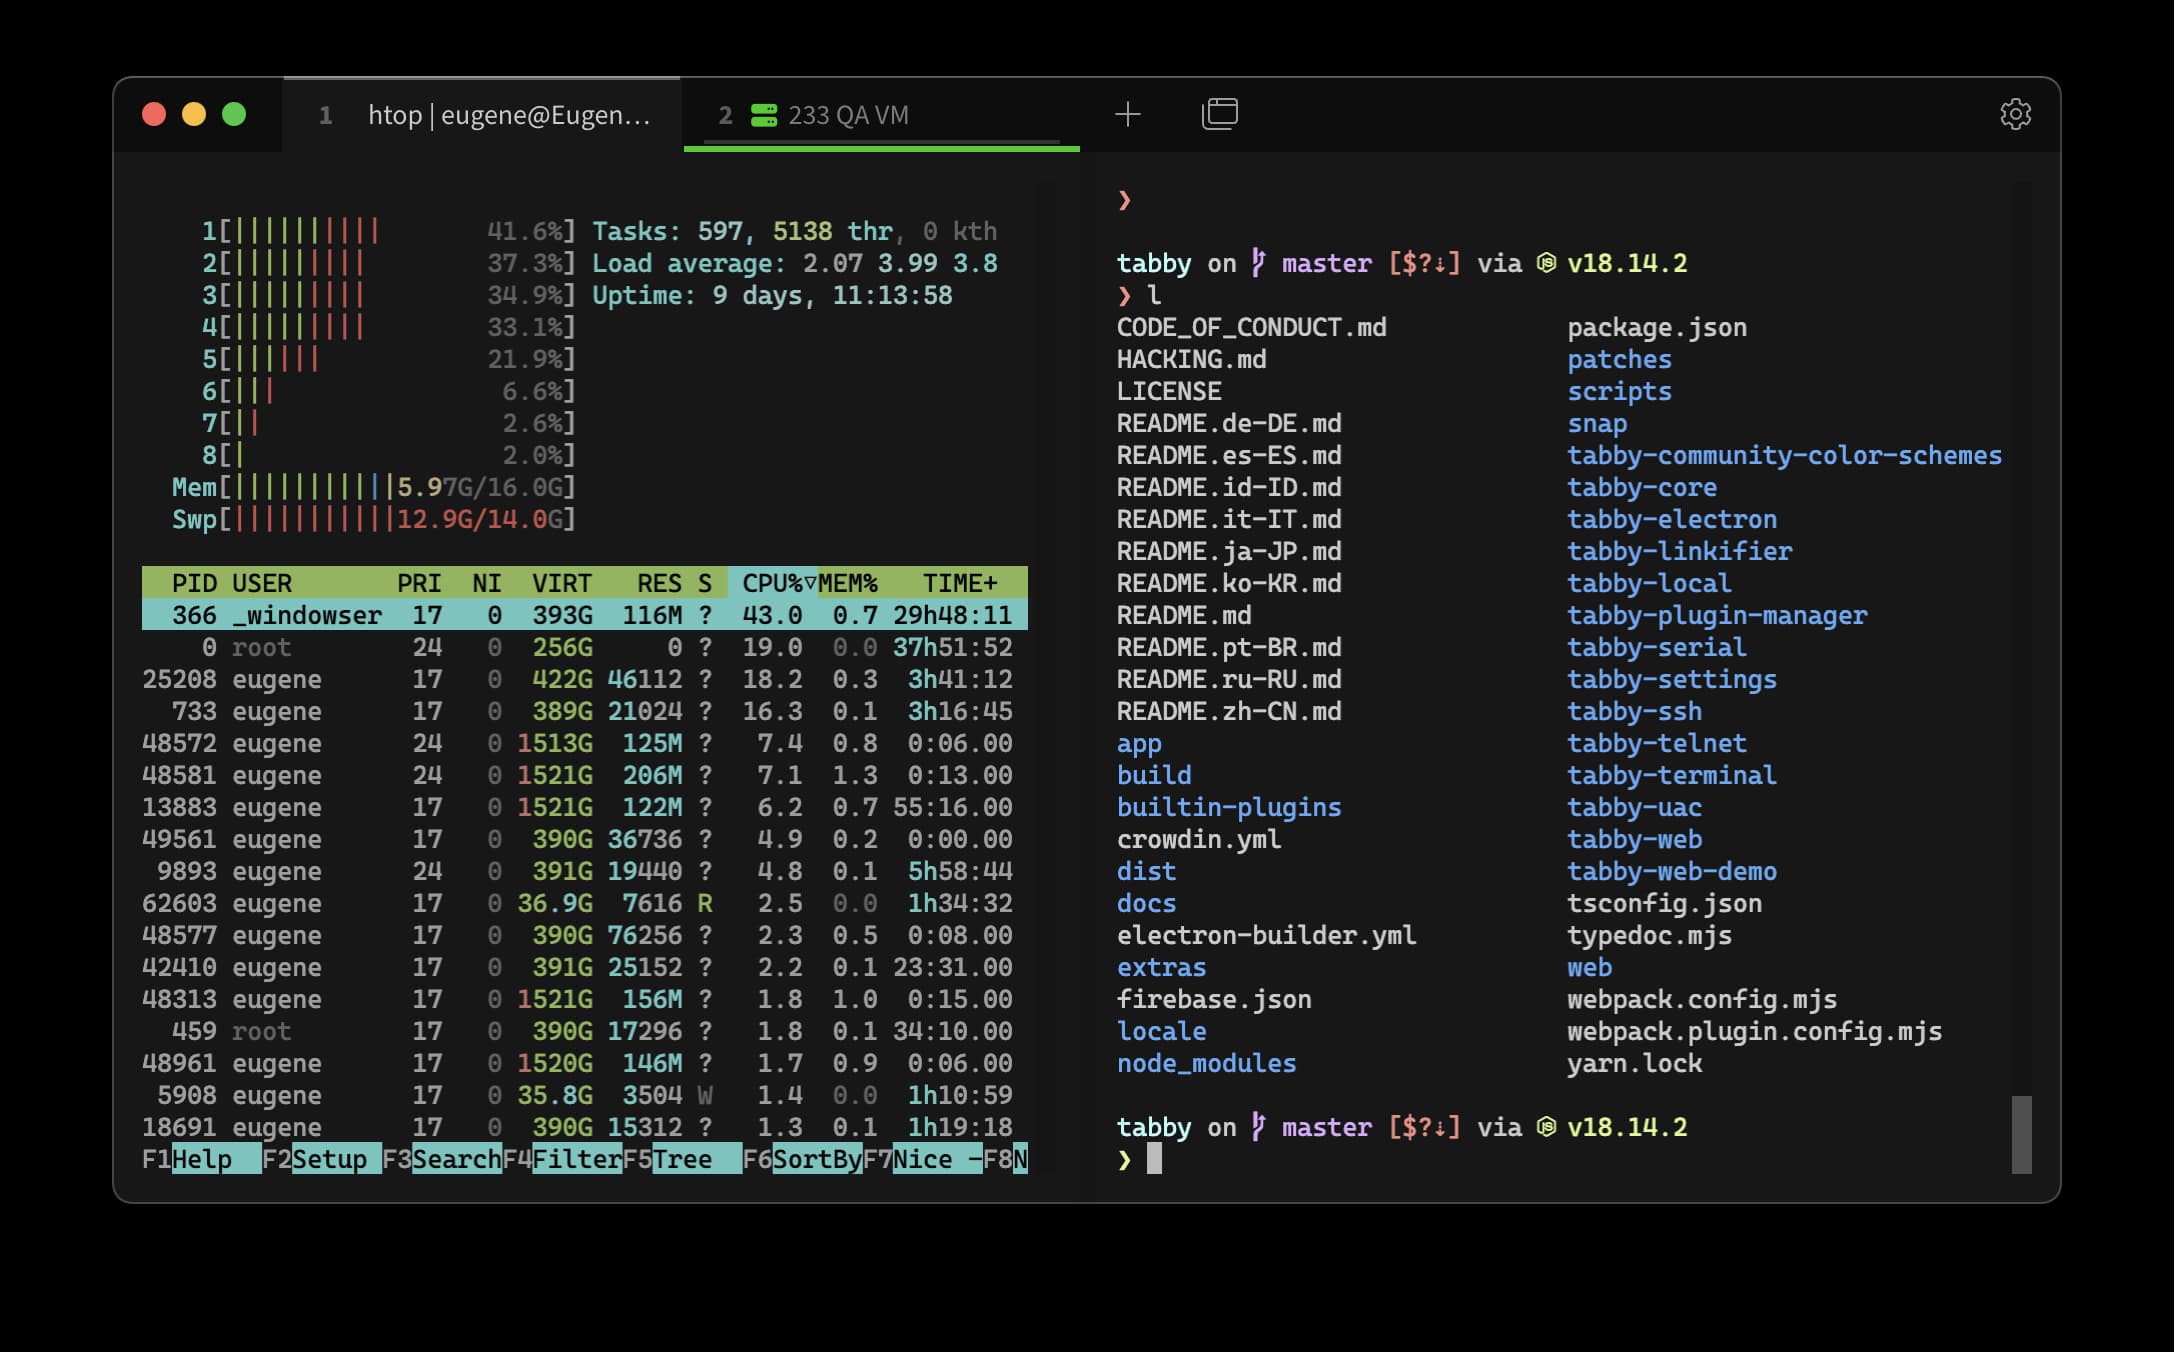 1 htop | eugene@Eugen…
2 233 QA VM
1[||||||||||       41.6%] Tasks: 597, 5138 thr, 0 kth
2[|||||||||        37.3%] Load average: 2.07 3.99 3.8
3[|||||||||        34.9%] Uptime: 9 days, 11:13:58
4[|||||||||        33.1%]
5[||||||           21.9%]
6[|||               6.6%]
7[||                2.6%]
8[|                 2.0%]
Mem[|||||||||||5.97G/16.0G]
Swp[|||||||||||12.9G/14.0G]
PID USER PRI NI VIRT RES S CPU%▽MEM% TIME+
366 _windowser 17 0 393G 116M ? 43.0 0.7 29h48:11
0 root 24 0 256G 0 ? 19.0 0.0 37h51:52
25208 eugene 17 0 422G 46112 ? 18.2 0.3 3h41:12
733 eugene 17 0 389G 21024 ? 16.3 0.1 3h16:45
48572 eugene 24 0 1513G 125M ? 7.4 0.8 0:06.00
48581 eugene 24 0 1521G 206M ? 7.1 1.3 0:13.00
13883 eugene 17 0 1521G 122M ? 6.2 0.7 55:16.00
49561 eugene 17 0 390G 36736 ? 4.9 0.2 0:00.00
9893 eugene 24 0 391G 19440 ? 4.8 0.1 5h58:44
62603 eugene 17 0 36.9G 7616 R 2.5 0.0 1h34:32
48577 eugene 17 0 390G 76256 ? 2.3 0.5 0:08.00
42410 eugene 17 0 391G 25152 ? 2.2 0.1 23:31.00
48313 eugene 17 0 1521G 156M ? 1.8 1.0 0:15.00
459 root 17 0 390G 17296 ? 1.8 0.1 34:10.00
48961 eugene 17 0 1520G 146M ? 1.7 0.9 0:06.00
5908 eugene 17 0 35.8G 3504 W 1.4 0.0 1h10:59
18691 eugene 17 0 390G 15312 ? 1.3 0.1 1h19:18
F1Help F2Setup F3SearchF4FilterF5Tree F6SortByF7Nice -F8N
❯
tabby on master [$?⇣] via v18.14.2
❯ l
CODE_OF_CONDUCT.md package.json
HACKING.md patches
LICENSE scripts
README.de-DE.md snap
README.es-ES.md tabby-community-color-schemes
README.id-ID.md tabby-core
README.it-IT.md tabby-electron
README.ja-JP.md tabby-linkifier
README.ko-KR.md tabby-local
README.md tabby-plugin-manager
README.pt-BR.md tabby-serial
README.ru-RU.md tabby-settings
README.zh-CN.md tabby-ssh
app tabby-telnet
build tabby-terminal
builtin-plugins tabby-uac
crowdin.yml tabby-web
dist tabby-web-demo
docs tsconfig.json
electron-builder.yml typedoc.mjs
extras web
firebase.json webpack.config.mjs
locale webpack.plugin.config.mjs
node_modules yarn.lock
tabby on master [$?⇣] via v18.14.2
❯